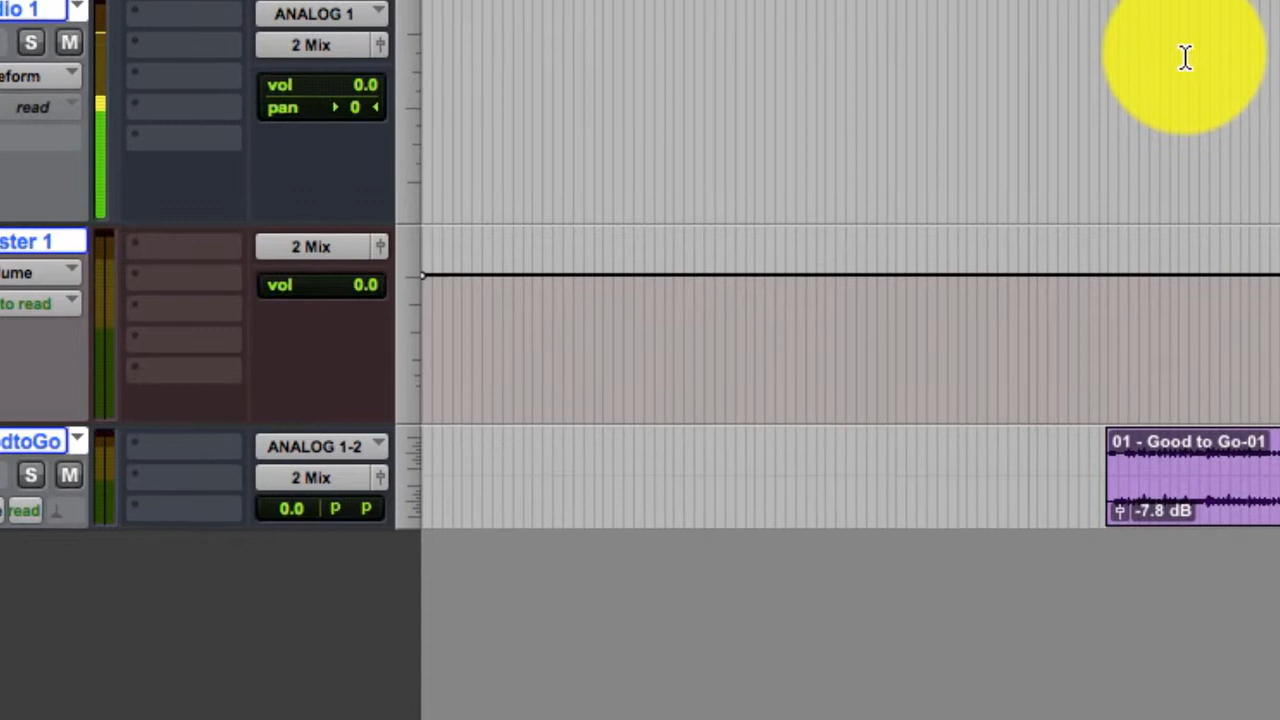 dio 1
ANALOG 1
S M
2 Mix
eform
vol 0.0
read
pan 0
ster 1
2 Mix
lume
vol 0.0
to read
dtoGo
ANALOG 1-2
01 - Good to Go-01
S M
2 Mix
read
0.0 P P
-7.8 dB